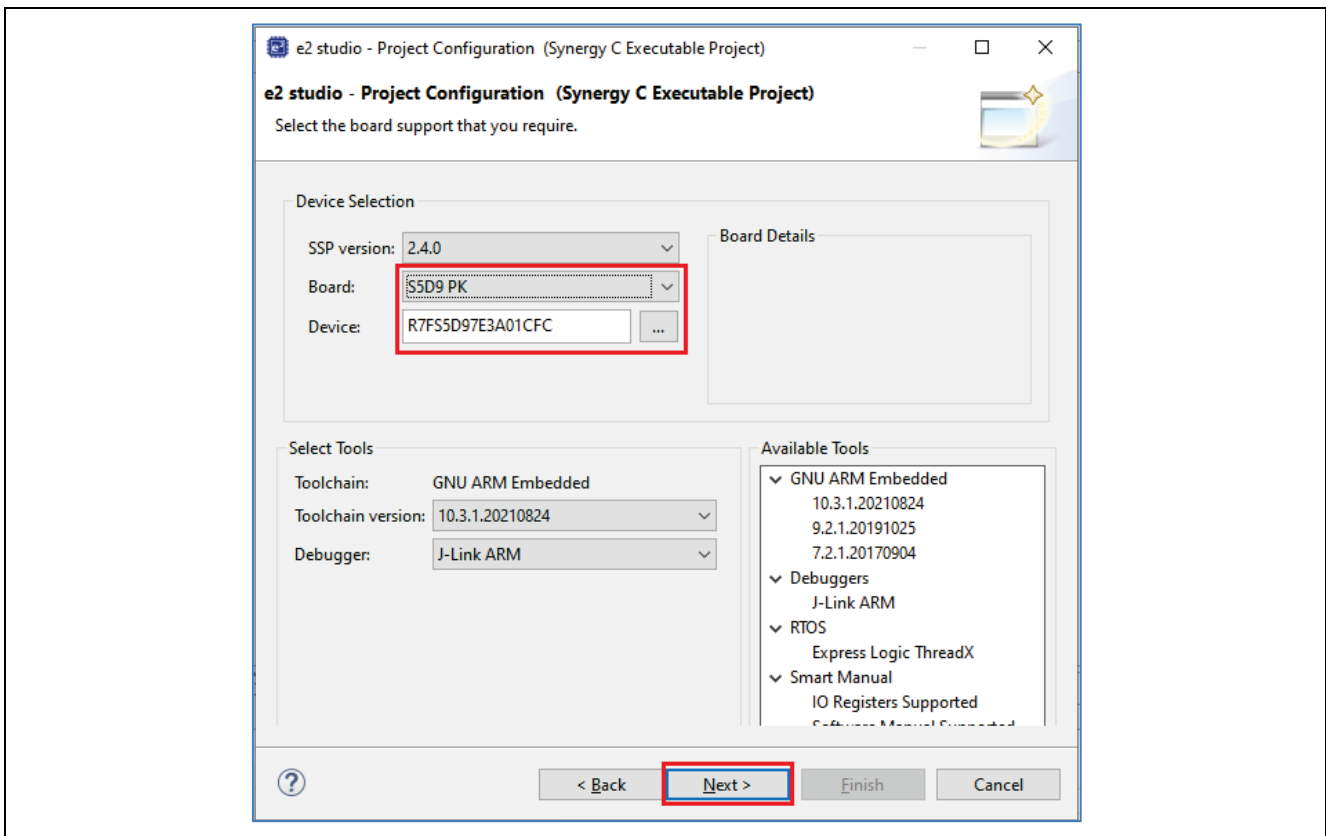 e2 studio - Project Configuration (Synergy C Executable Project)
e2 studio - Project Configuration (Synergy C Executable Project)
Select the board support that you require.
Device Selection
SSP version: 2.4.0
Board: S5D9 PK
Device: R7FS5D97E3A01CFC ...
Board Details
Select Tools
Toolchain: GNU ARM Embedded
Toolchain version: 10.3.1.20210824
Debugger: J-Link ARM
Available Tools
GNU ARM Embedded
10.3.1.20210824
9.2.1.20191025
7.2.1.20170904
Debuggers
J-Link ARM
RTOS
Express Logic ThreadX
Smart Manual
IO Registers Supported
Software Manual Supported
? < Back Next > Finish Cancel